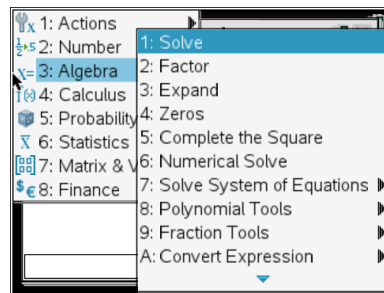 1: Actions
2: Number
3: Algebra
4: Calculus
5: Probability
6: Statistics
7: Matrix & V
8: Finance
1: Solve
2: Factor
3: Expand
4: Zeros
5: Complete the Square
6: Numerical Solve
7: Solve System of Equations
8: Polynomial Tools
9: Fraction Tools
A: Convert Expression